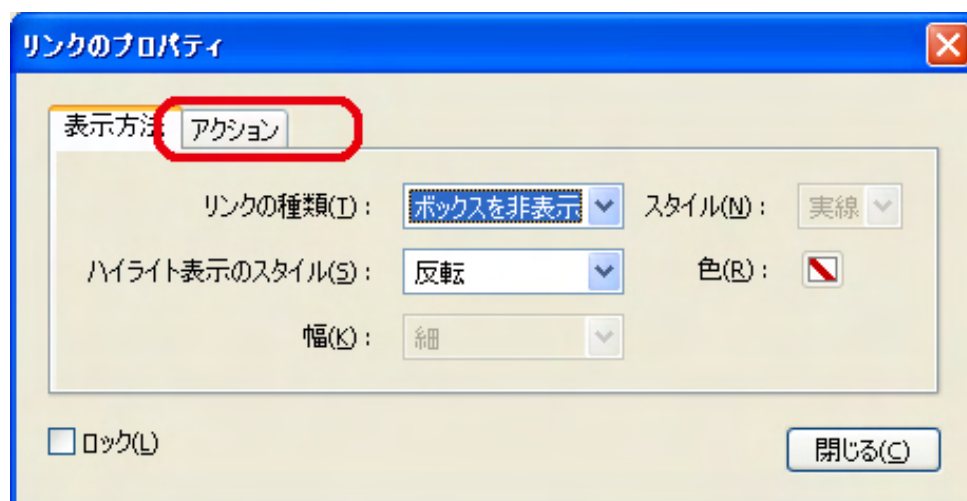 リンクのプロパティ
表示方法 アクション
リンクの種類(T)： ボックスを非表示 スタイル(N)： 実線
ハイライト表示のスタイル(S)： 反転 色(R)：
幅(K)： 細
ロック(L) 閉じる(C)